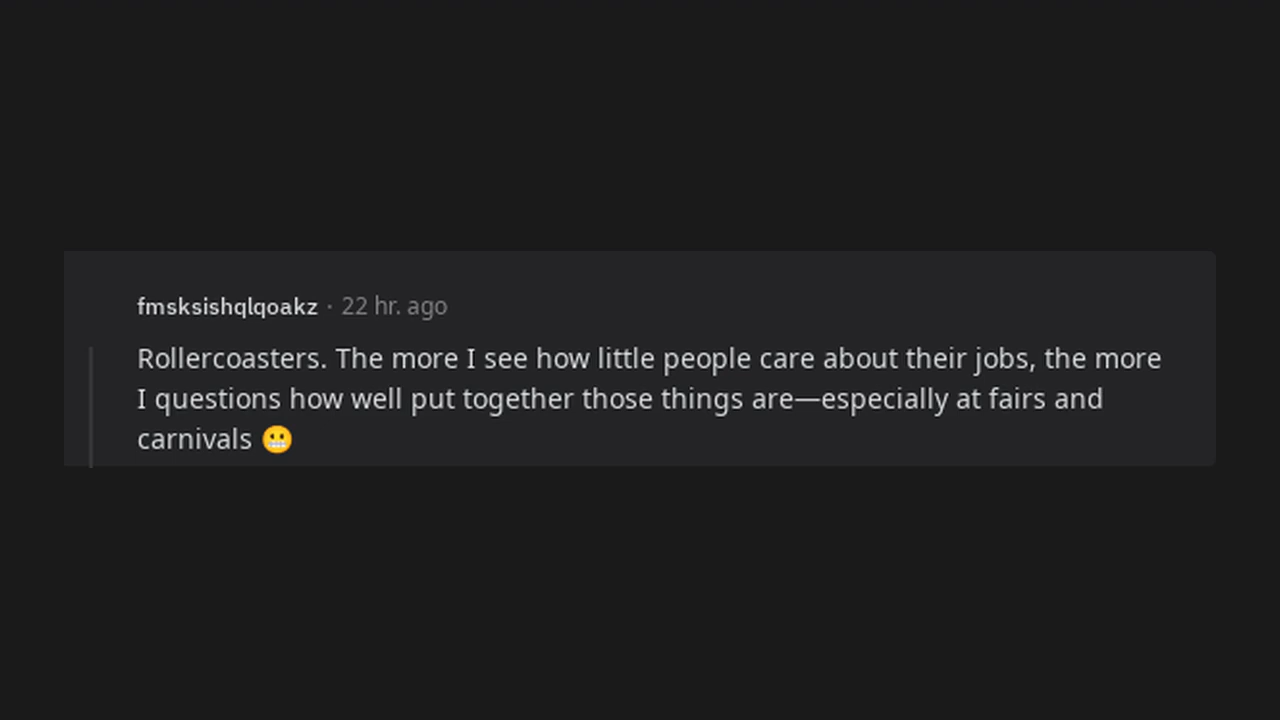 fmsksishqlqoakz · 22 hr. ago
Rollercoasters. The more I see how little people care about their jobs, the more
I questions how well put together those things are—especially at fairs and
carnivals 😬